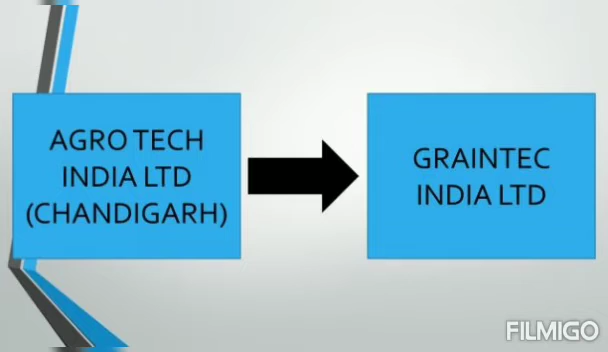 AGRO TECH
INDIA LTD
(CHANDIGARH)
GRAINTEC
INDIA LTD
FILMIGO